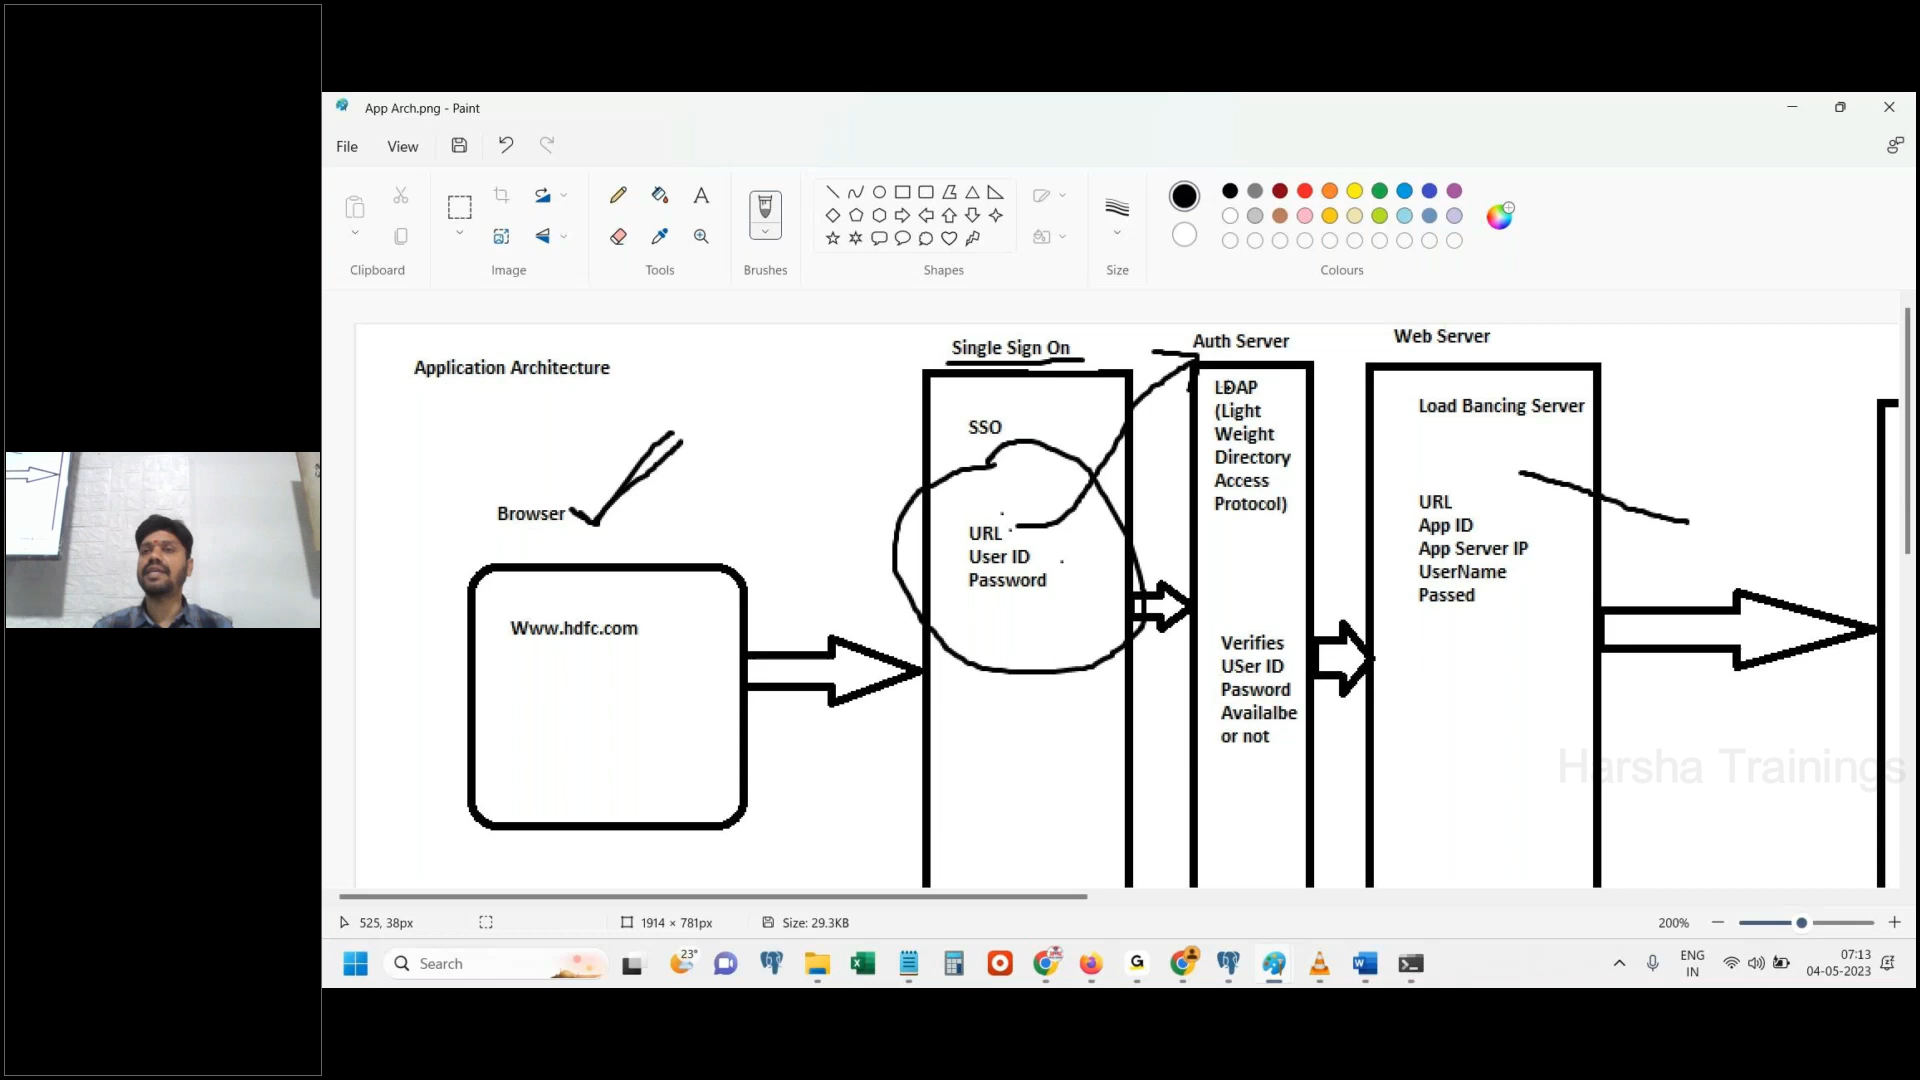 App Arch.png - Paint
File
View
Clipboard
Image
Tools
Brushes
Shapes
Size
Colours
Application Architecture
Browser
Www.hdfc.com
Single Sign On
SSO
URL
User ID
Password
Auth Server
LDAP
(Light
Weight
Directory
Access
Protocol)
Verifies
USer ID
Pasword
Availalbe
or not
Web Server
Load Bancing Server
URL
App ID
App Server IP
UserName
Passed
Harsha Trainings
525, 38px
1914 × 781px
Size: 29.3KB
200%
Search
23°
ENG
IN
07:13
04-05-2023